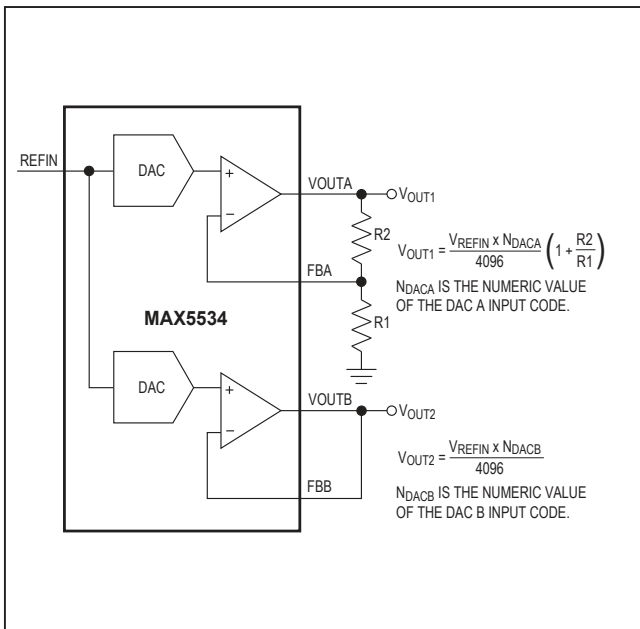 REFIN
DAC
+
−
VOUTA
VOUT1
R2
VOUT1 = VREFIN x NDACA / 4096 (1 + R2 / R1)
FBA
NDACA IS THE NUMERIC VALUE
OF THE DAC A INPUT CODE.
MAX5534
R1
DAC
+
−
VOUTB
VOUT2
VOUT2 = VREFIN x NDACB / 4096
FBB
NDACB IS THE NUMERIC VALUE
OF THE DAC B INPUT CODE.